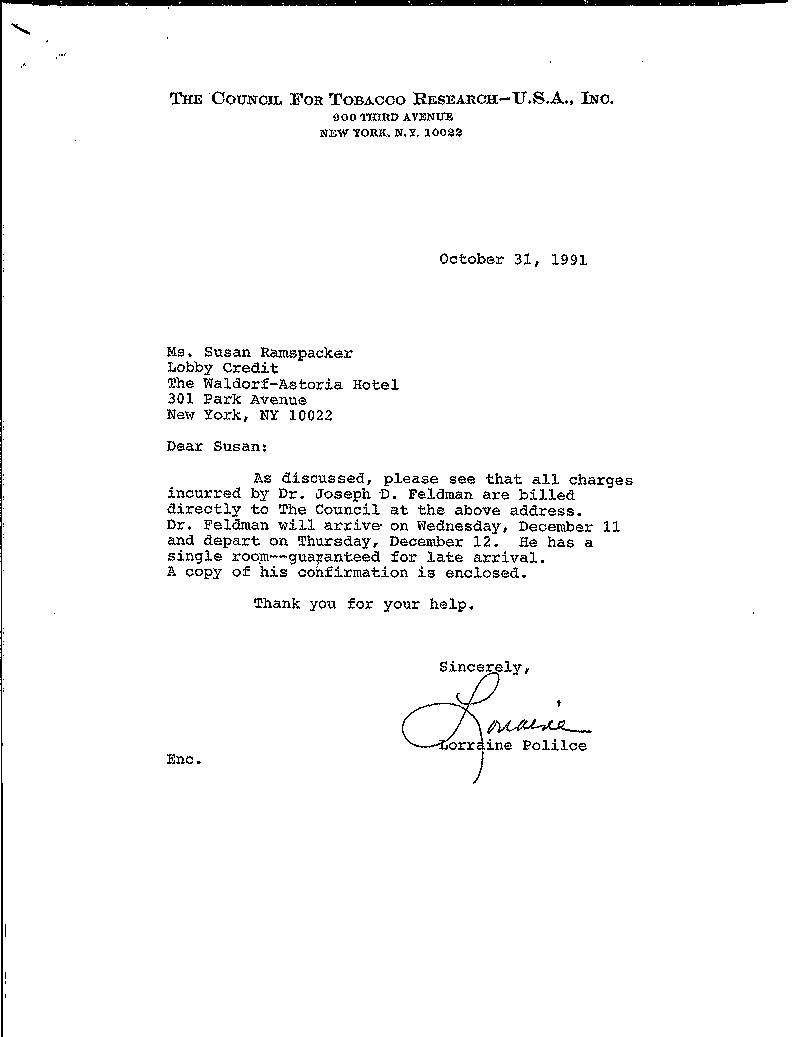 THE COUNCIL FOR TOBACCO RESEARCH–U.S.A., INC.
900 THIRD AVENUE
NEW YORK, N.Y. 10022
October 31, 1991
Ms. Susan Ramspacker
Lobby Credit
The Waldorf-Astoria Hotel
301 Park Avenue
New York, NY 10022
Dear Susan:
As discussed, please see that all charges
incurred by Dr. Joseph D. Feldman are billed
directly to The Council at the above address.
Dr. Feldman will arrive on Wednesday, December 11
and depart on Thursday, December 12. He has a
single room--guaranteed for late arrival.
A copy of his confirmation is enclosed.
Thank you for your help.
Sincerely,
Lorraine
Lorraine Polilce
Enc.